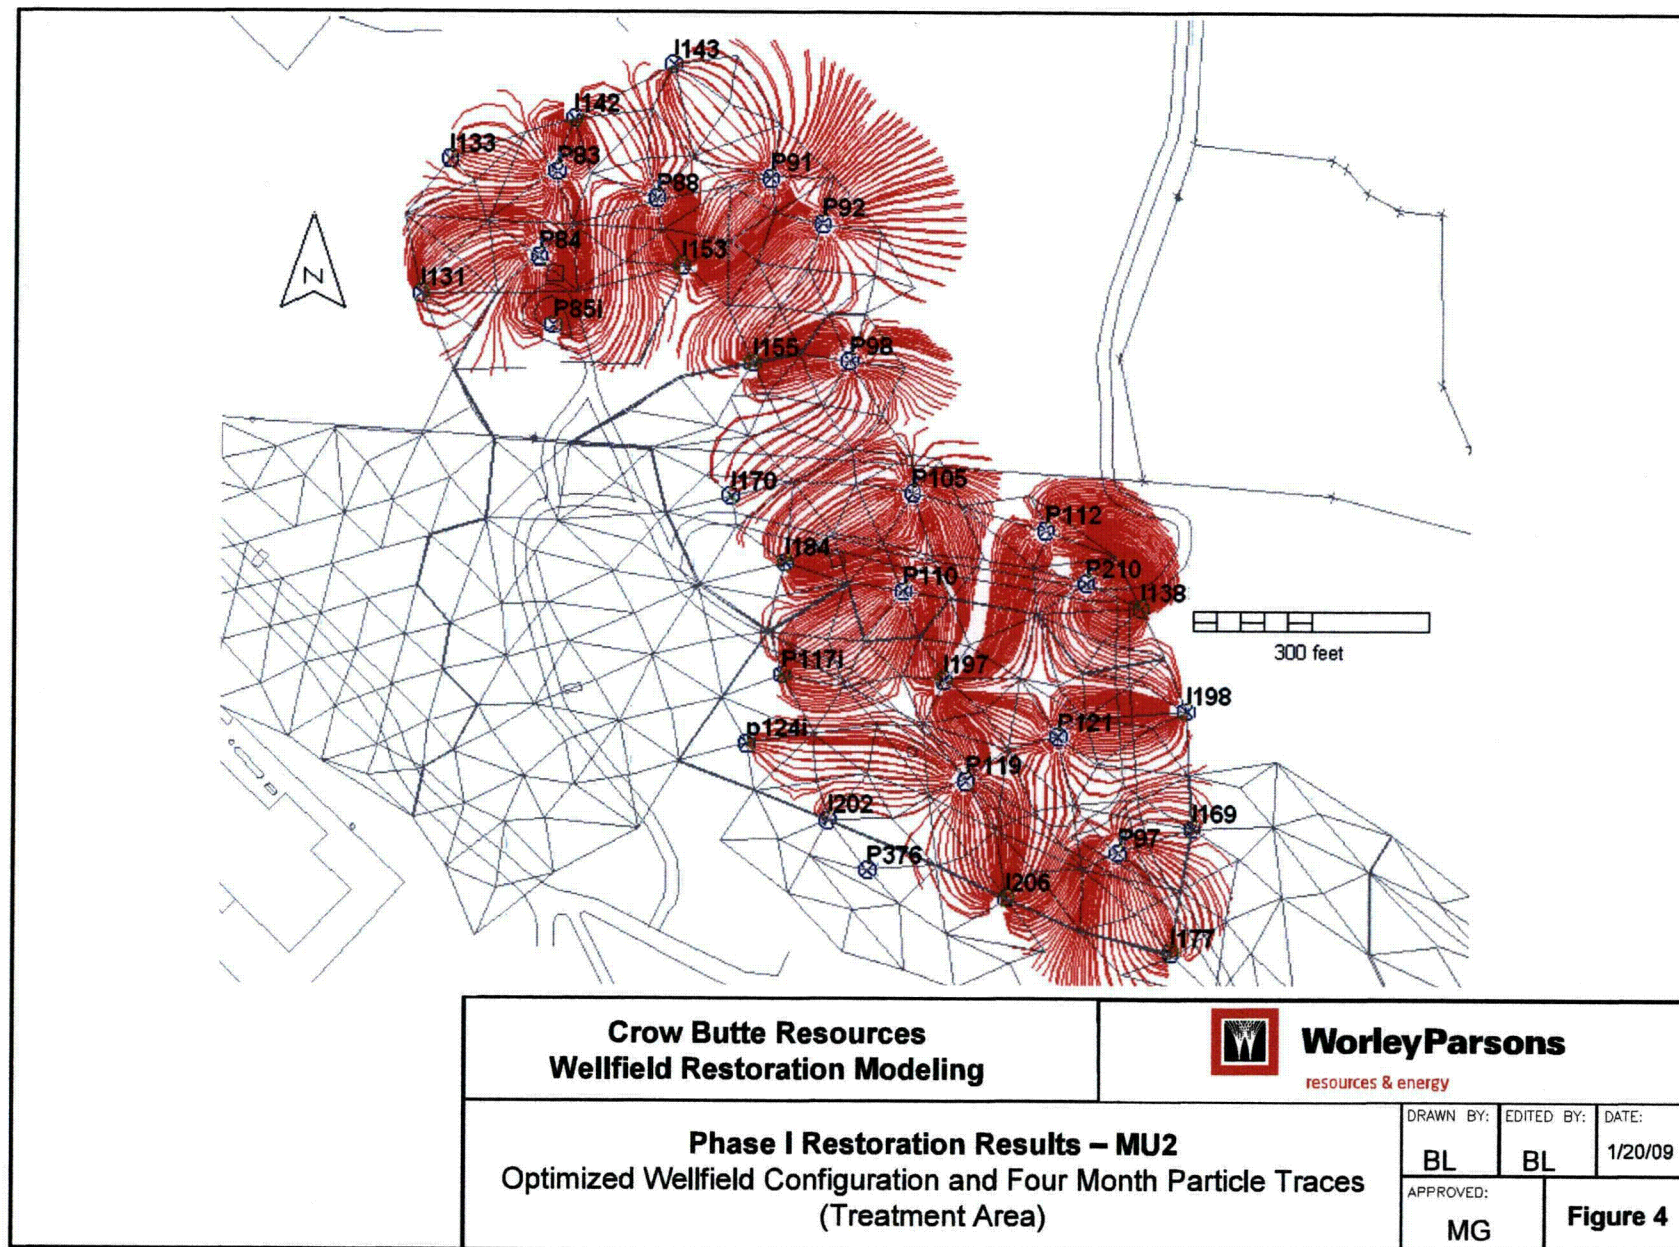 I143
I142
I133
P83
P91
P88
P92
P84
I153
N
I131
P85i
I155
P98
I170
P105
P112
I184
P110
P210
I138
300 feet
P117i
I197
I198
p124i
P121
P119
I202
I169
P97
P376
I206
I177
Crow Butte Resources
Wellfield Restoration Modeling
W
WorleyParsons
resources & energy
Phase I Restoration Results – MU2
Optimized Wellfield Configuration and Four Month Particle Traces
(Treatment Area)
DRAWN BY:
BL
EDITED BY:
BL
DATE:
1/20/09
APPROVED:
MG
Figure 4